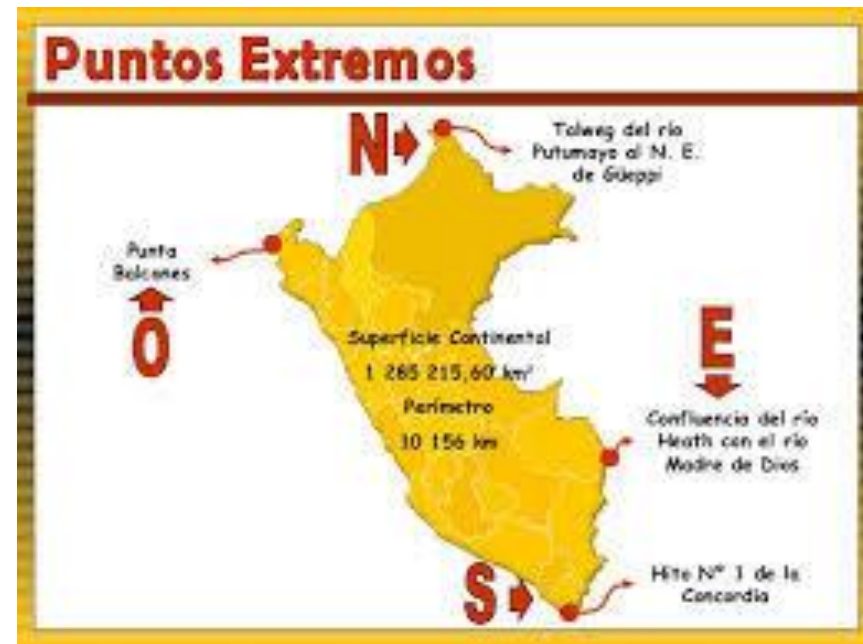 Puntos Extremos
N
Talweg del río
Putumayo al N. E.
de Güeppi
Punta
Balcones
O
Superficie Continental
1 285 215,60 km²
Perímetro
10 156 km
E
Confluencia del río
Heath con el río
Madre de Dios
S
Hito Nº 1 de la
Concordia